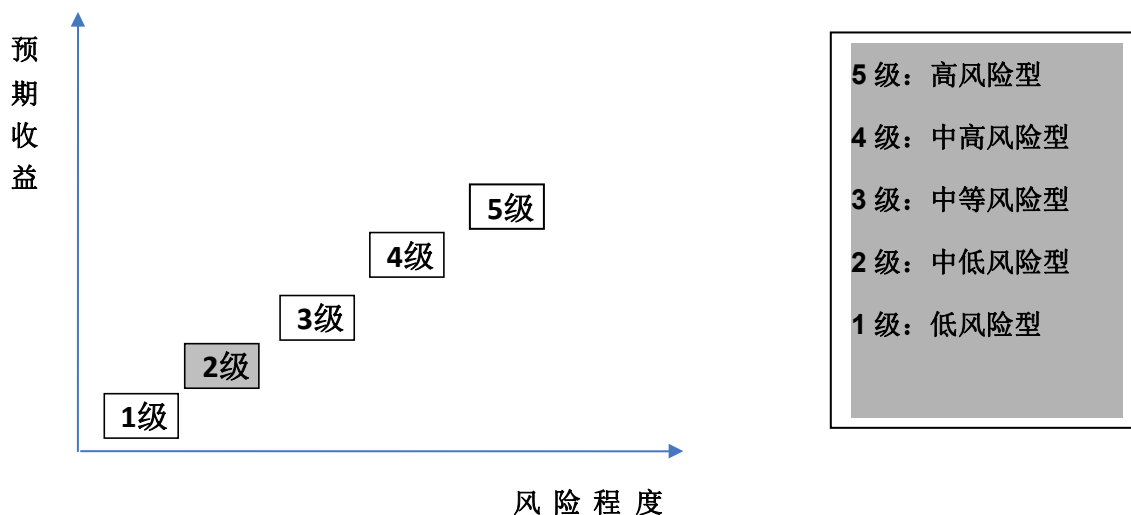 预期收益
5级
4级
3级
2级
1级
风 险 程 度
5 级：高风险型
4 级：中高风险型
3 级：中等风险型
2 级：中低风险型
1 级：低风险型